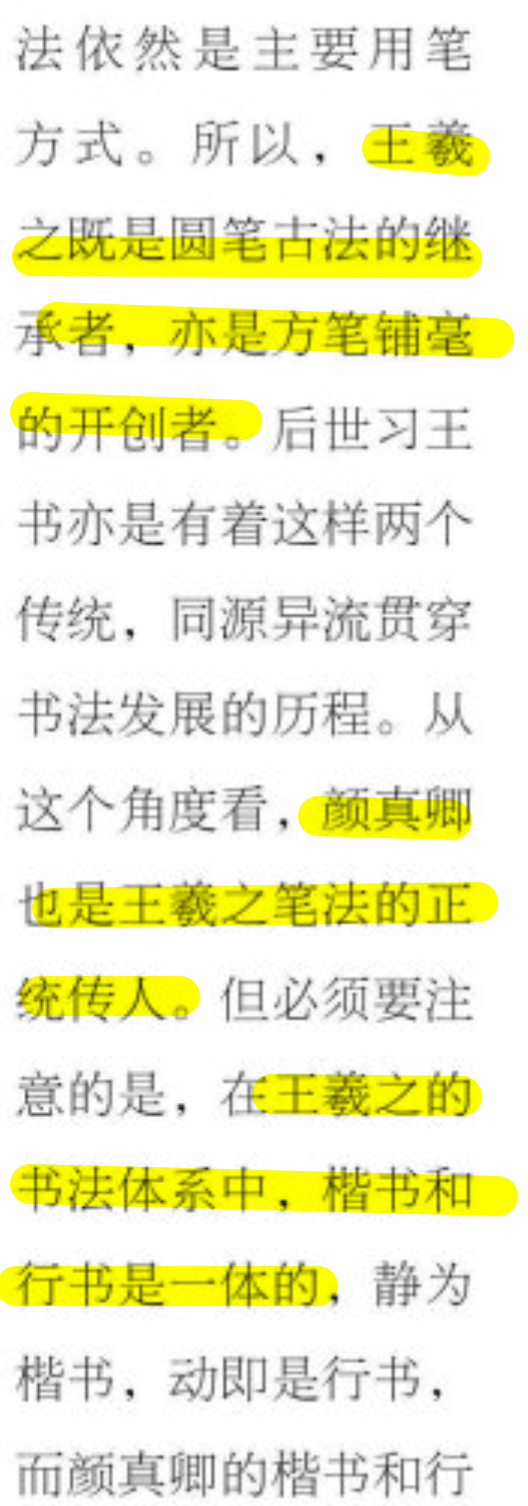 法依然是主要用笔
方式。所以，王羲
之既是圆笔古法的继
承者，亦是方笔铺毫
的开创者。后世习王
书亦是有着这样两个
传统，同源异流贯穿
书法发展的历程。从
这个角度看，颜真卿
也是王羲之笔法的正
统传人。但必须要注
意的是，在王羲之的
书法体系中，楷书和
行书是一体的，静为
楷书，动即是行书，
而颜真卿的楷书和行